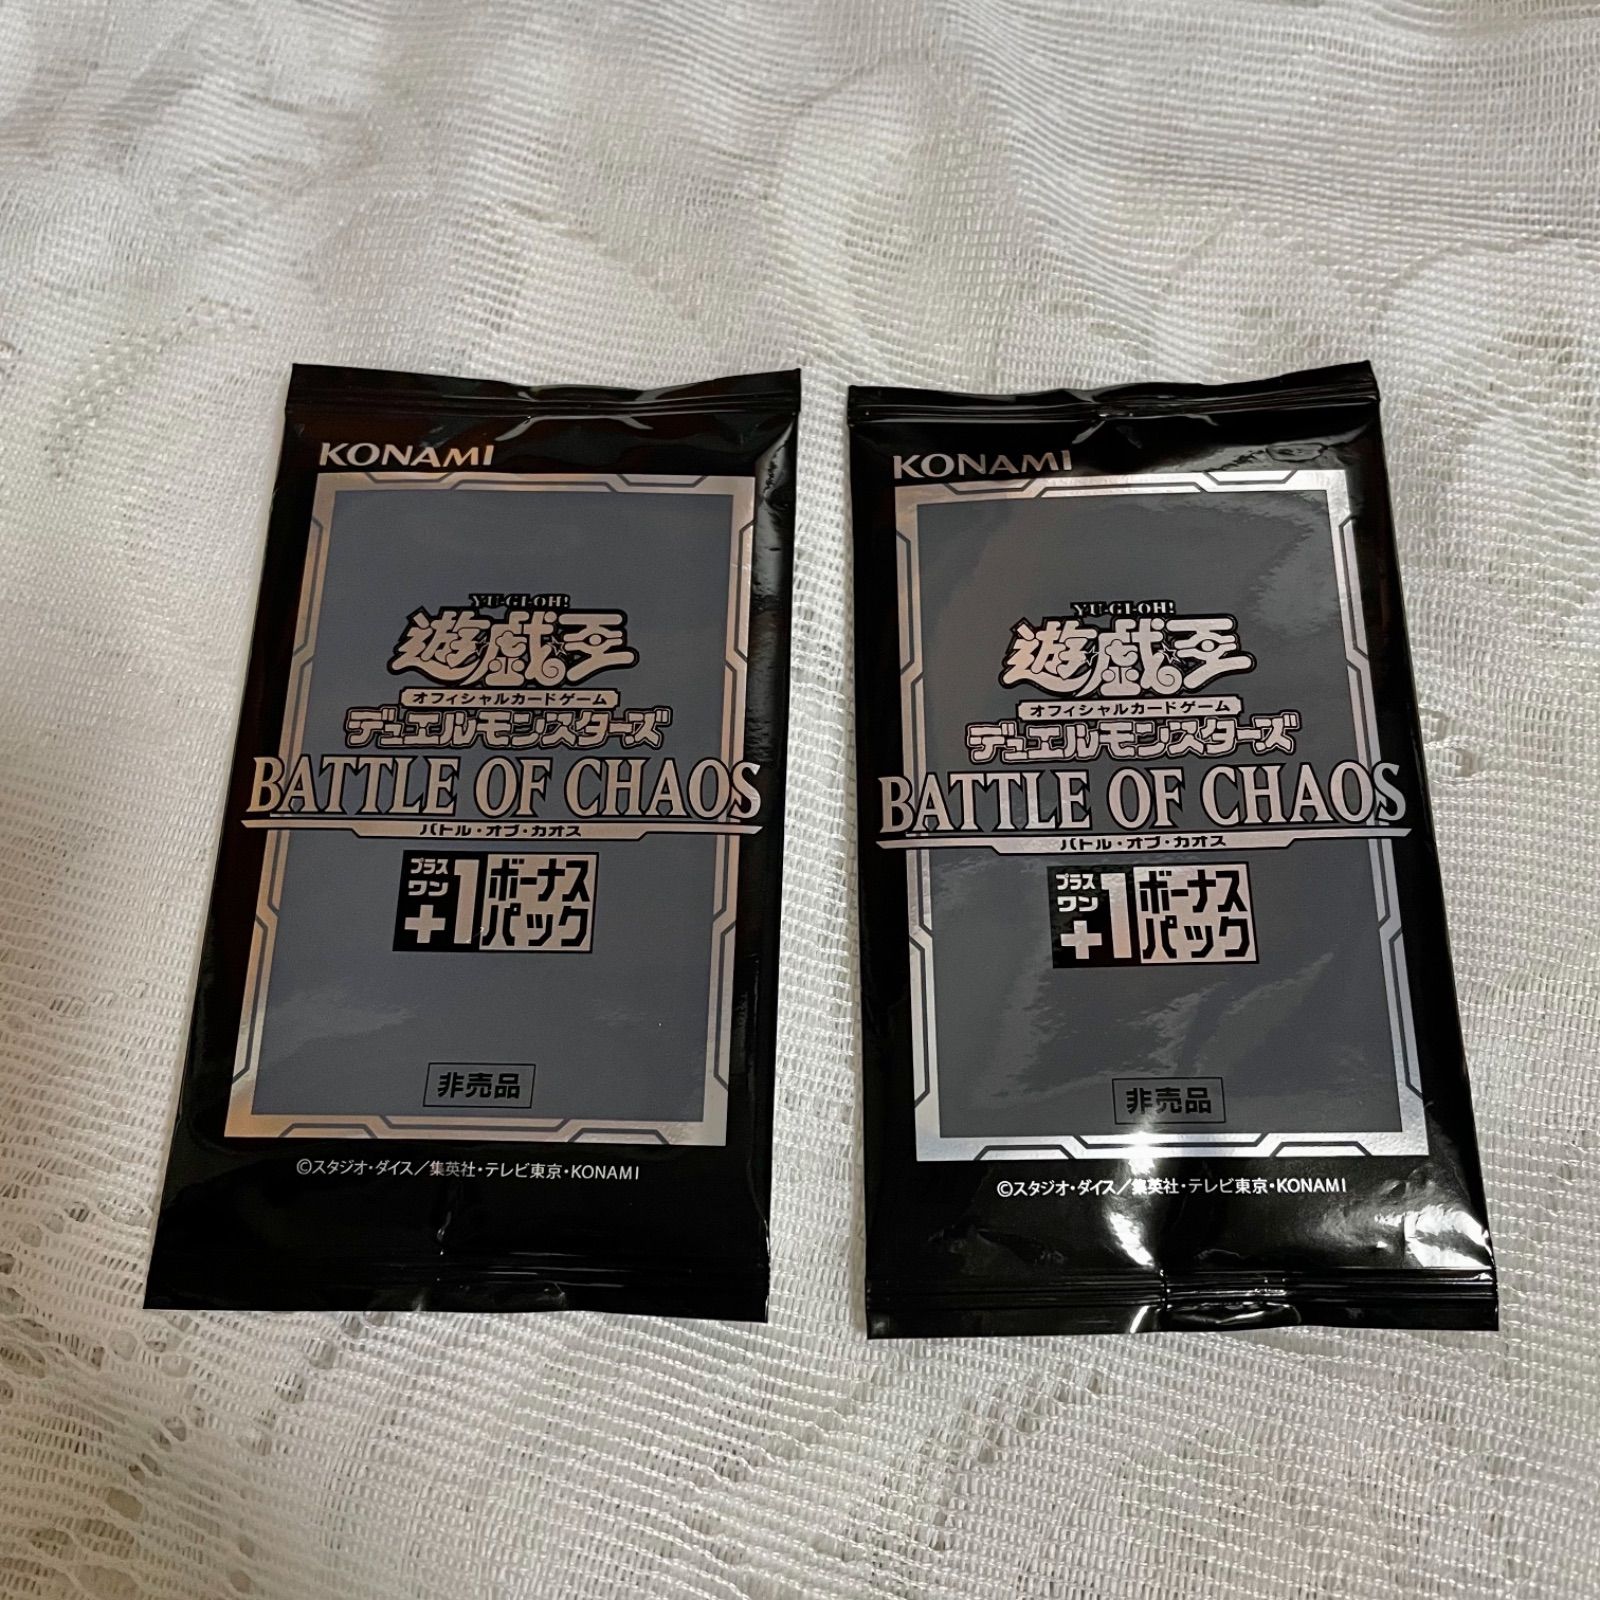 KONAMI
YU-GI-OH!
遊☆戯☆王
オフィシャルカードゲーム
デュエルモンスターズ
BATTLE OF CHAOS
バトル・オブ・カオス
プラス
ワン
+1
ボーナス
パック
非売品
©スタジオ・ダイス／集英社・テレビ東京・KONAMI
KONAMI
YU-GI-OH!
遊☆戯☆王
オフィシャルカードゲーム
デュエルモンスターズ
BATTLE OF CHAOS
バトル・オブ・カオス
プラス
ワン
+1
ボーナス
パック
非売品
©スタジオ・ダイス／集英社・テレビ東京・KONAMI